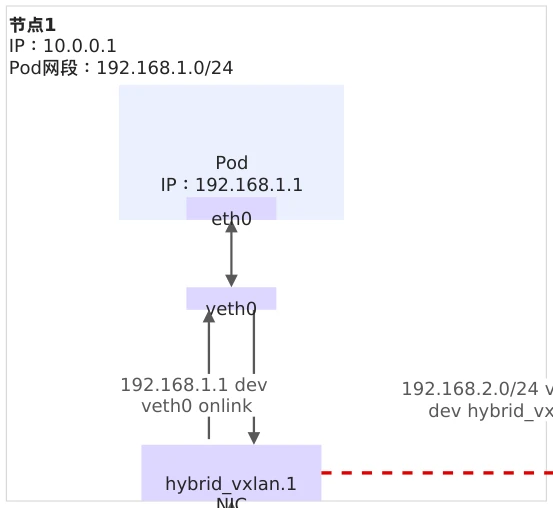 节点1
IP：10.0.0.1
Pod网段：192.168.1.0/24
Pod
IP：192.168.1.1
eth0
veth0
192.168.1.1 dev
veth0 onlink
192.168.2.0/24 v
dev hybrid_vx
hybrid_vxlan.1
NIC